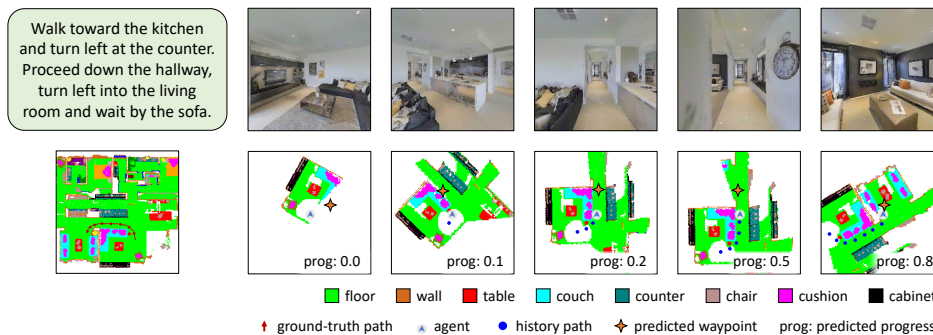 Walk toward the kitchen
and turn left at the counter.
Proceed down the hallway,
turn left into the living
room and wait by the sofa.
prog: 0.0
prog: 0.1
prog: 0.2
prog: 0.5
prog: 0.8
floor wall table couch counter chair cushion cabinet
ground-truth path agent history path predicted waypoint prog: predicted progress